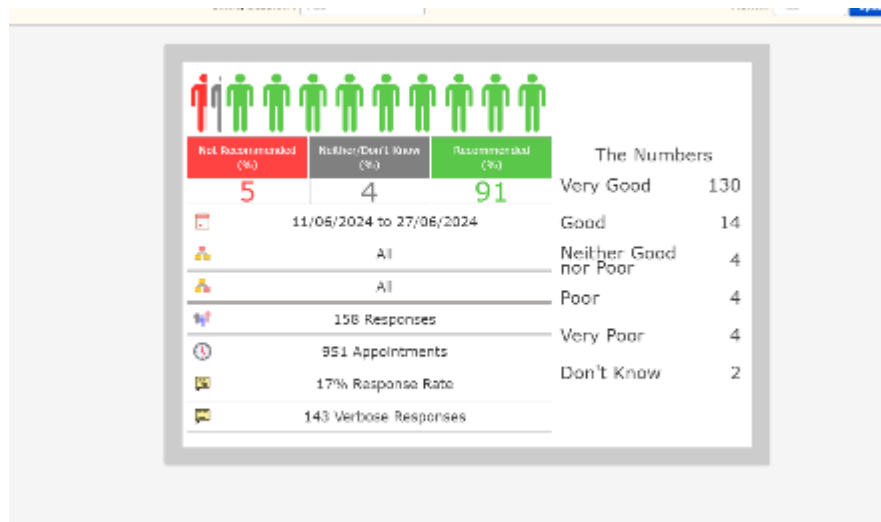 Not Recommended
(%)
Neither/Don't Know
(%)
Recommended
(%)
5
4
91
11/06/2024 to 27/06/2024
All
All
158 Responses
951 Appointments
17% Response Rate
143 Verbose Responses
The Numbers
Very Good 130
Good 14
Neither Good
nor Poor 4
Poor 4
Very Poor 4
Don't Know 2